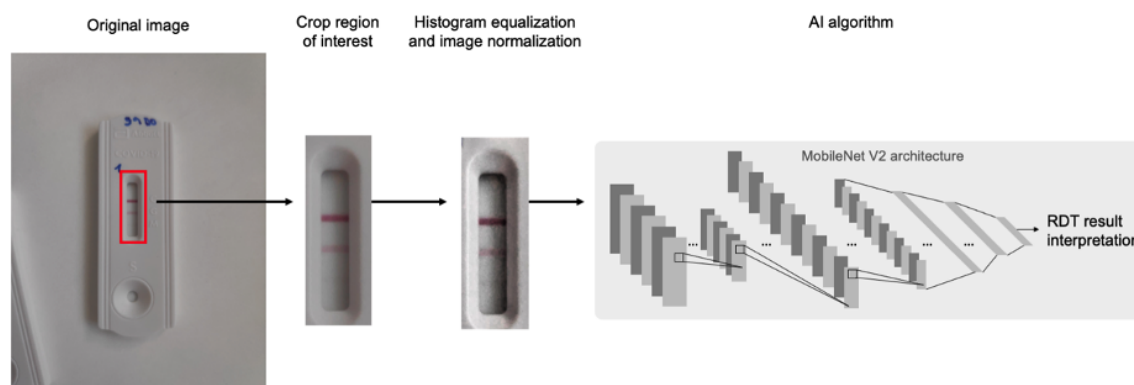 Original image
Crop region
of interest
Histogram equalization
and image normalization
AI algorithm
MobileNet V2 architecture
...
...
...
...
...
RDT result
interpretation